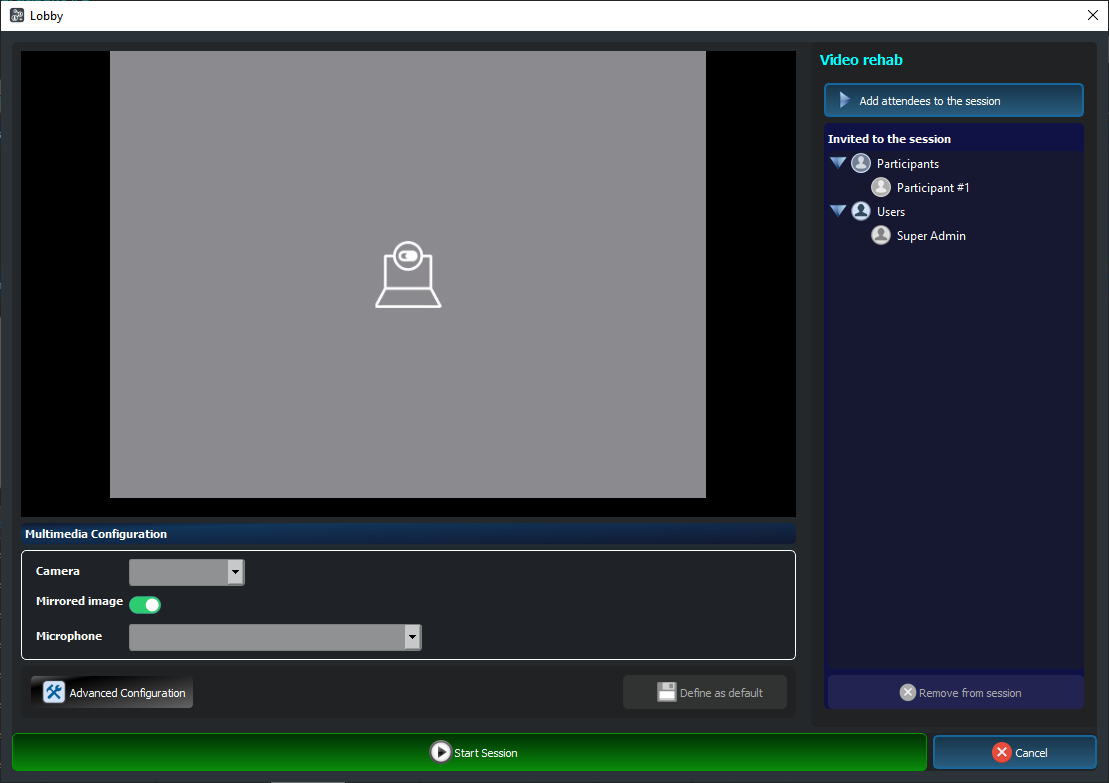 Lobby
Video rehab
Add attendees to the session
Invited to the session
Participants
Participant #1
Users
Super Admin
Multimedia Configuration
Camera
Mirrored image
Microphone
Advanced Configuration
Define as default
Remove from session
Start Session
Cancel